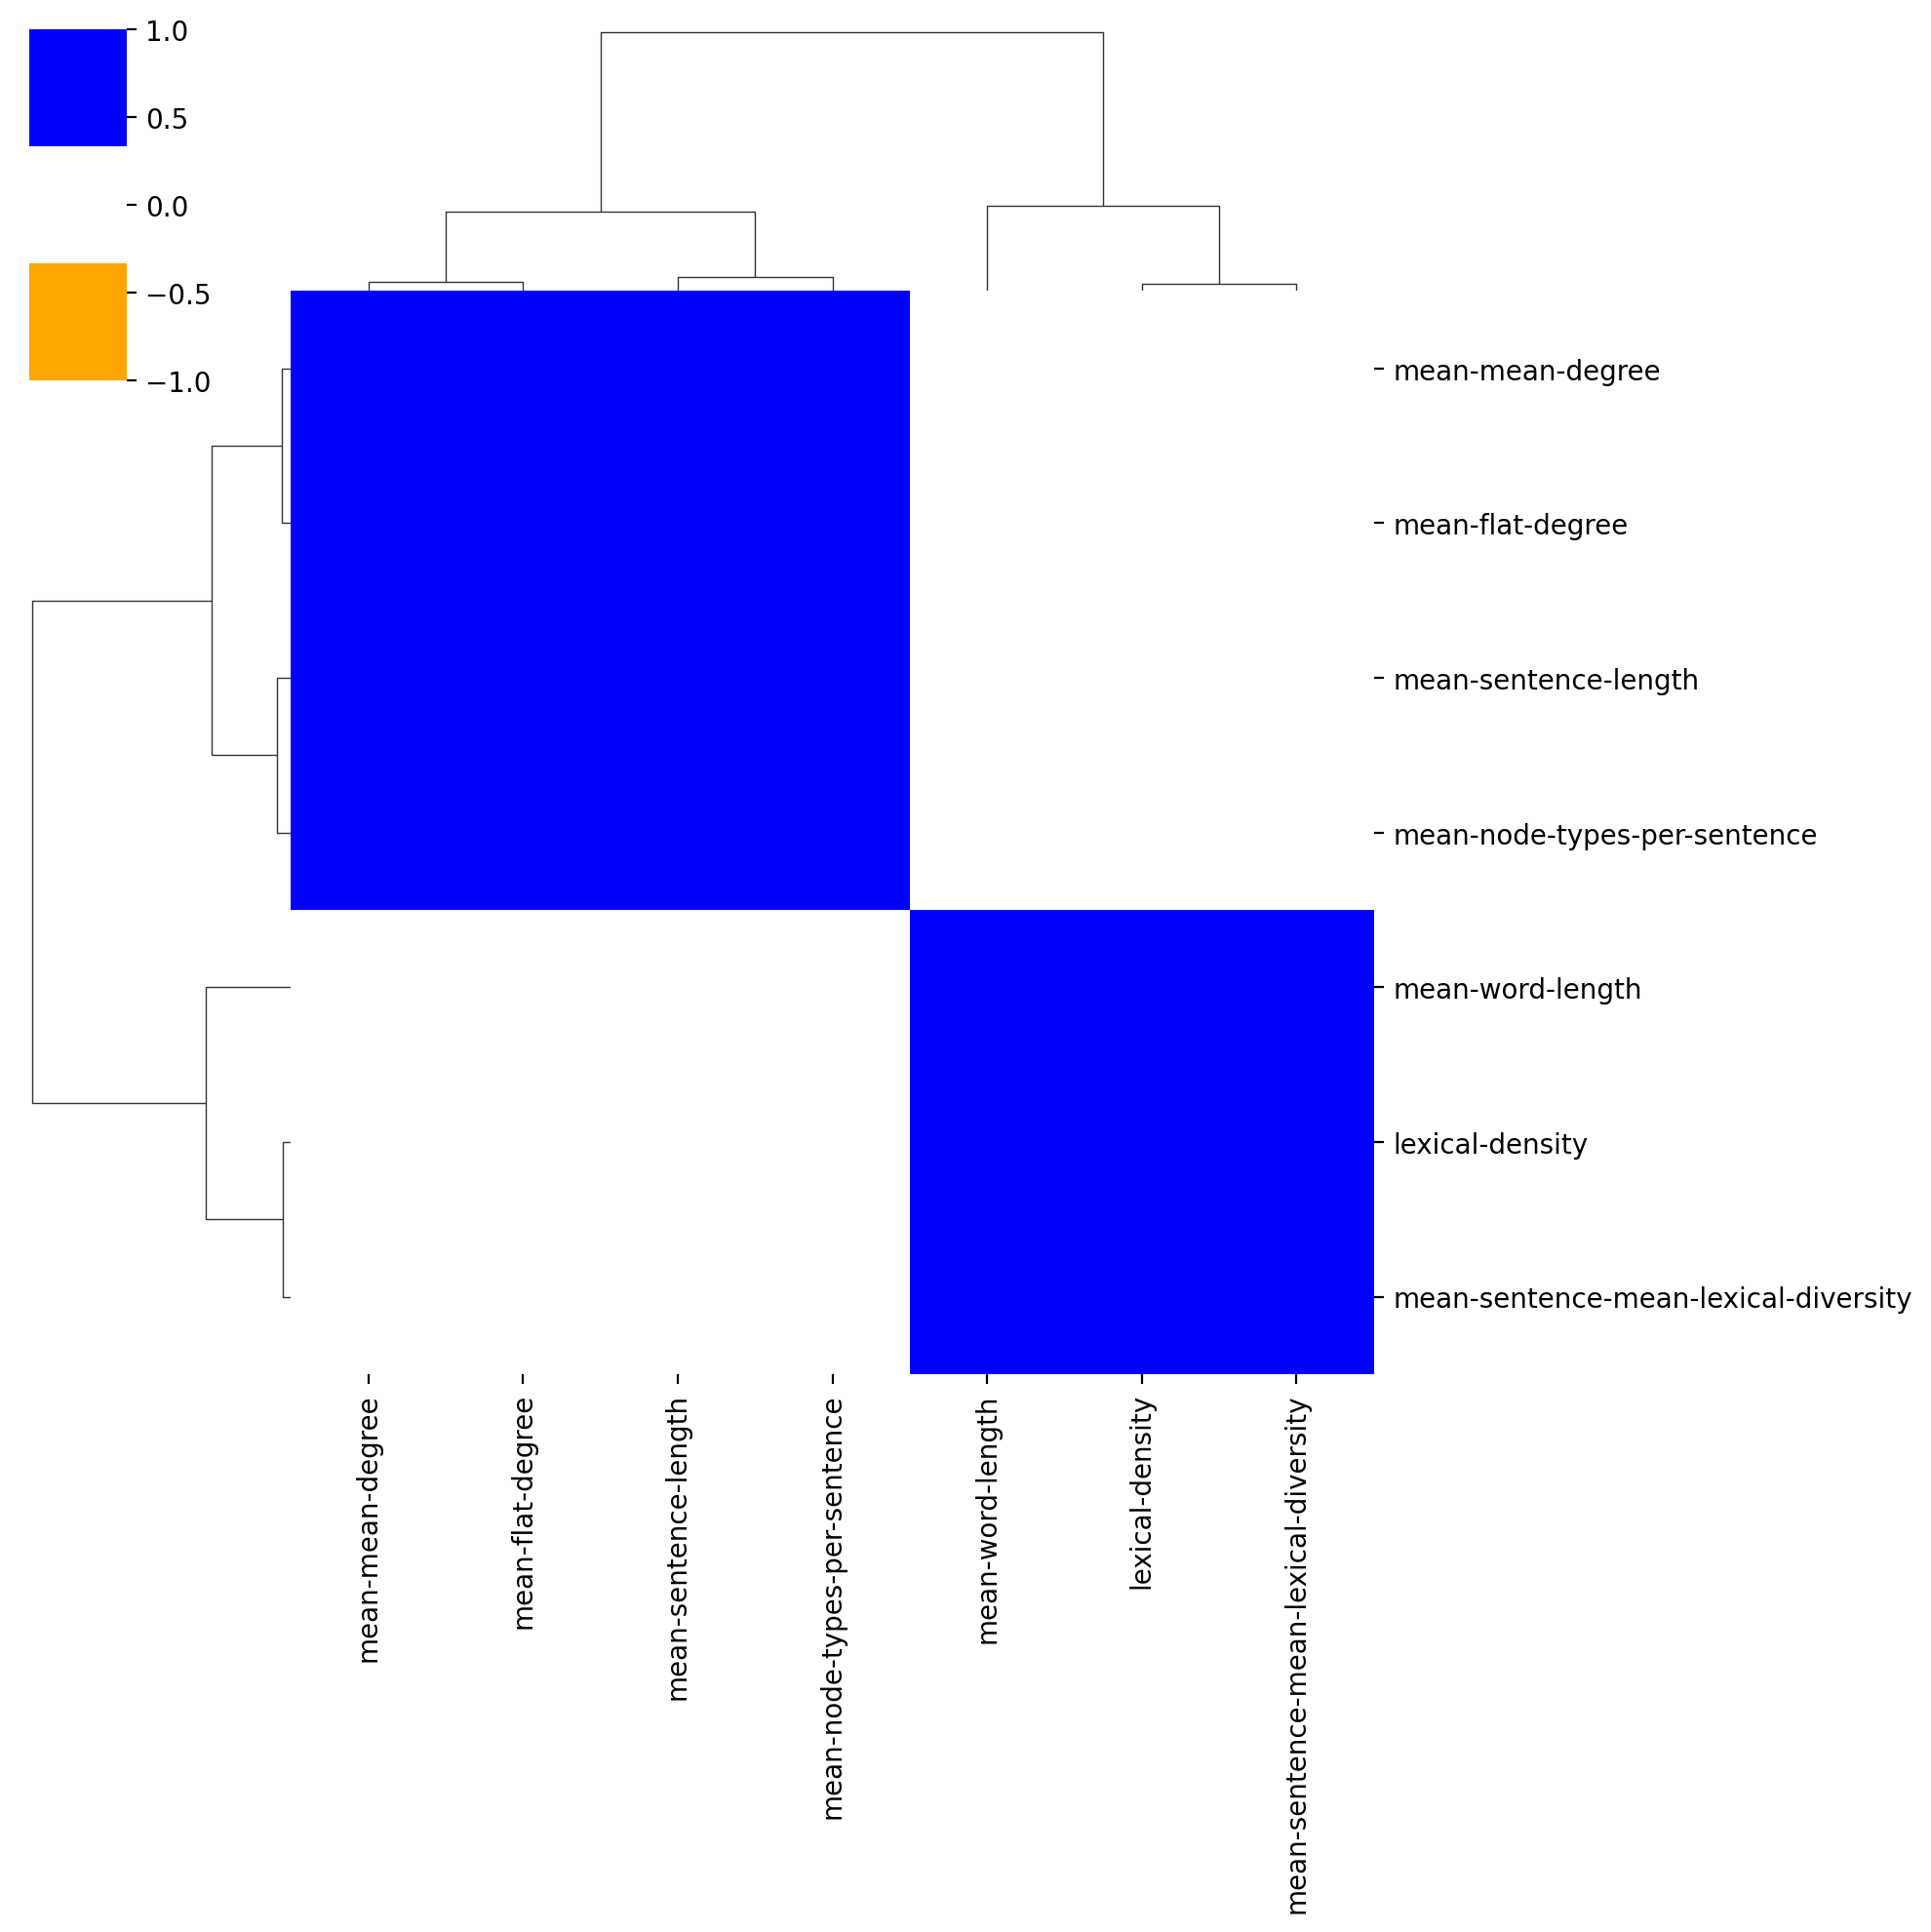 1.0
0.5
0.0
−0.5
−1.0
mean-mean-degree
mean-flat-degree
mean-sentence-length
mean-node-types-per-sentence
mean-word-length
lexical-density
mean-sentence-mean-lexical-diversity
mean-mean-degree
mean-flat-degree
mean-sentence-length
mean-node-types-per-sentence
mean-word-length
lexical-density
mean-sentence-mean-lexical-diversity